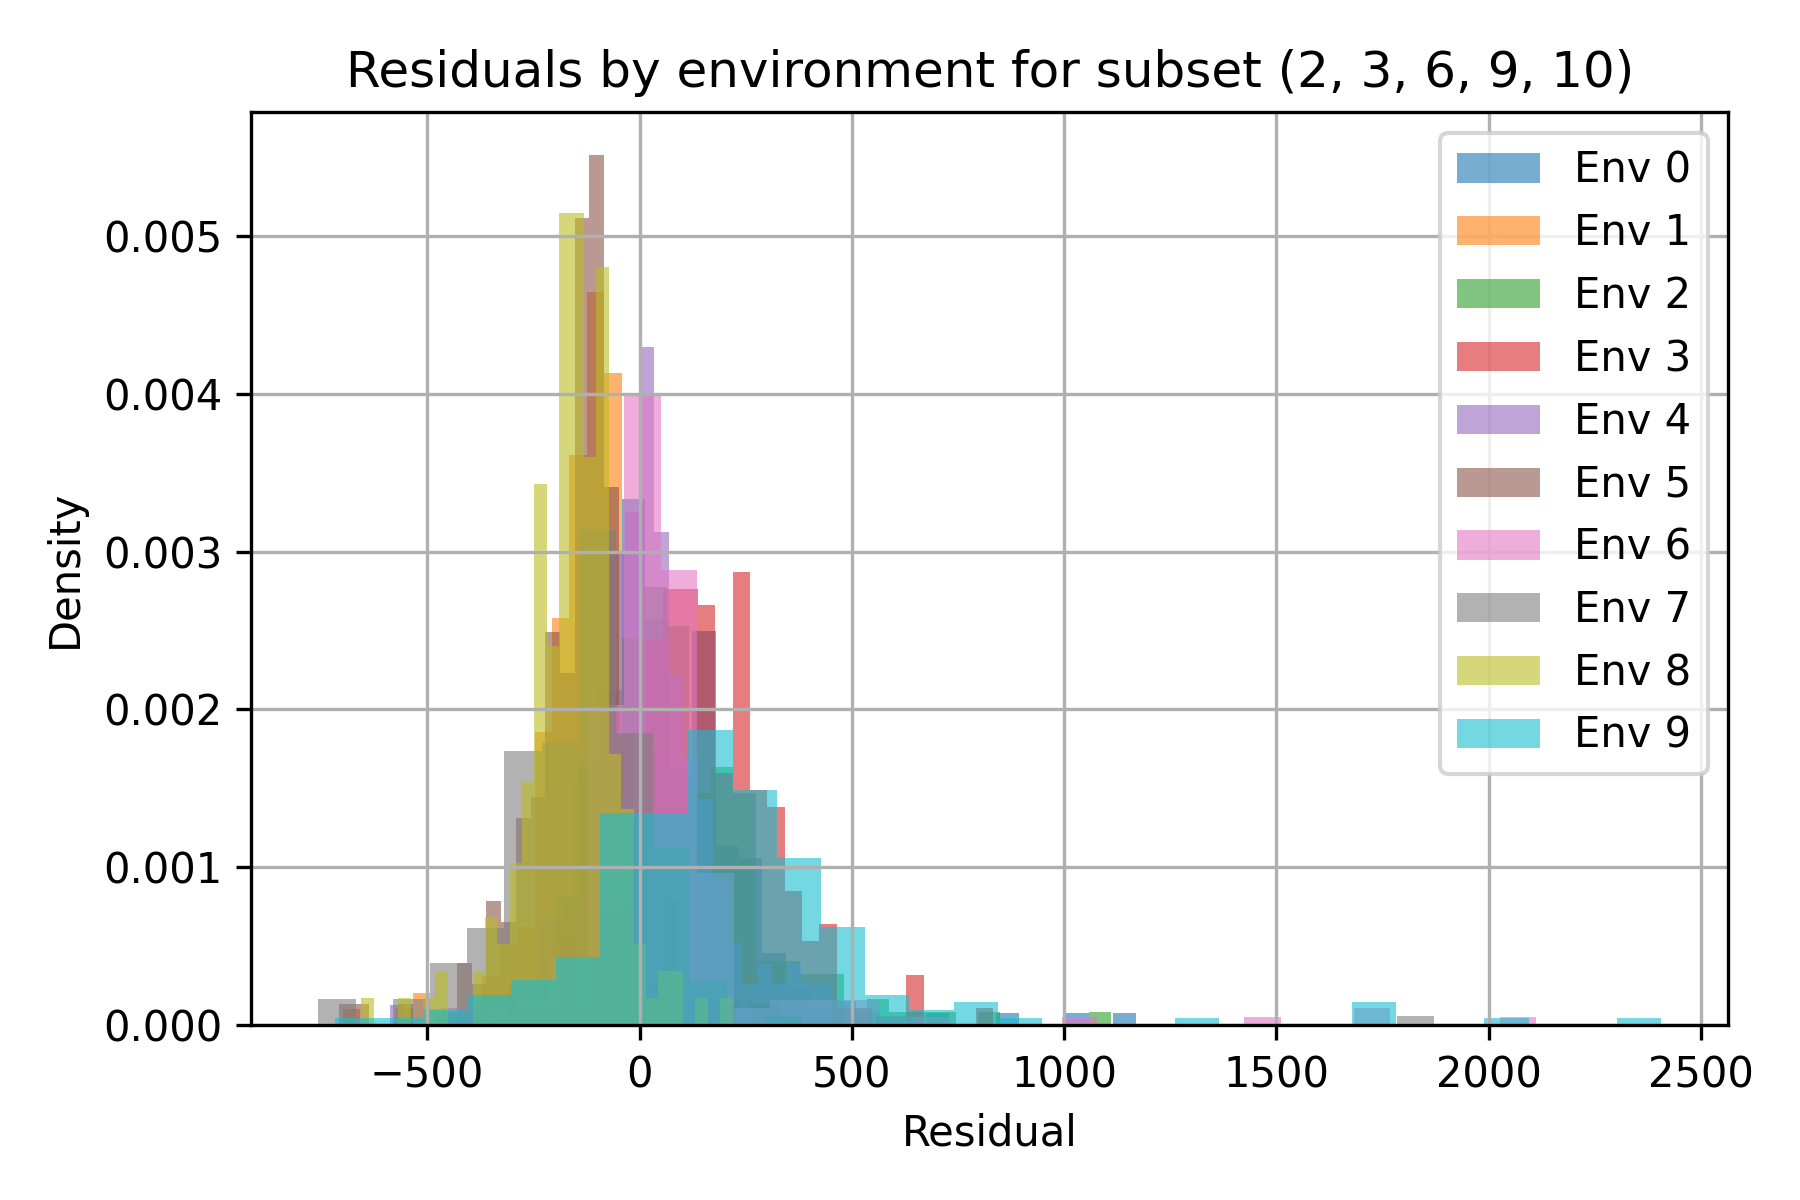 Residuals by environment for subset (2, 3, 6, 9, 10)
Density
0.005
0.004
0.003
0.002
0.001
0.000
−500
0
500
1000
1500
2000
2500
Residual
Env 0
Env 1
Env 2
Env 3
Env 4
Env 5
Env 6
Env 7
Env 8
Env 9